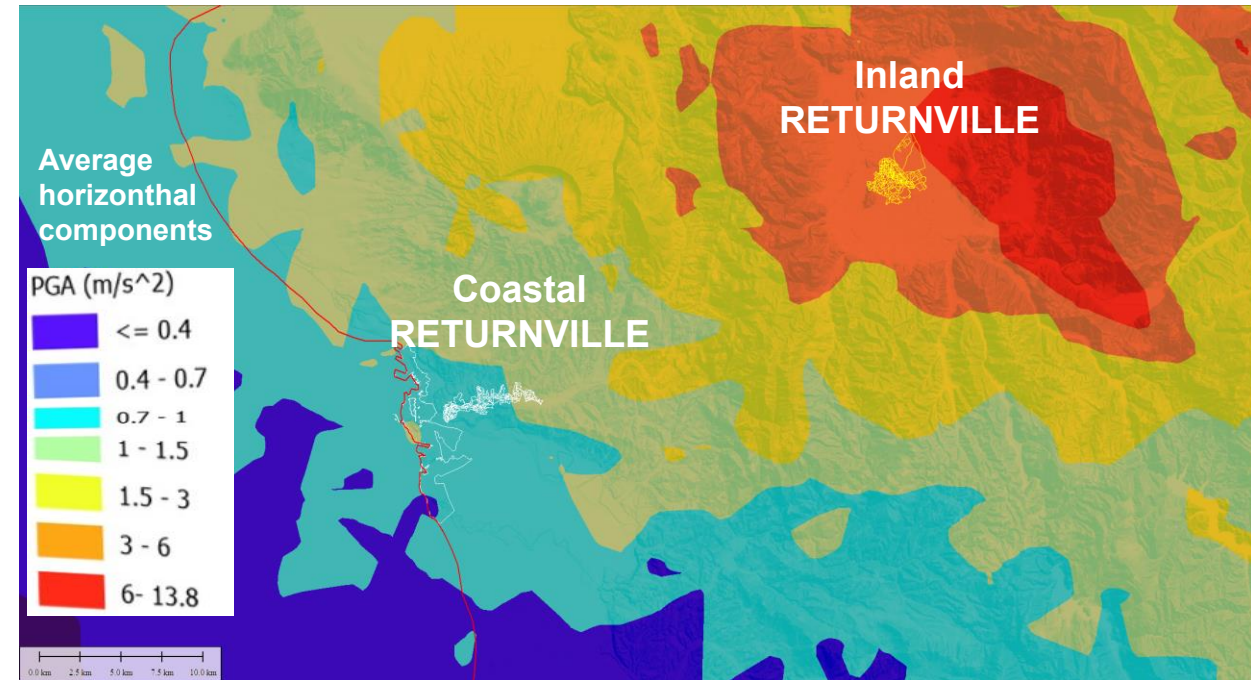 Inland
RETURNVILLE
Average
horizonthal
components
Coastal
RETURNVILLE
PGA (m/s^2)
<= 0.4
0.4 - 0.7
0.7 - 1
1 - 1.5
1.5 - 3
3 - 6
6- 13.8
0.0 km 2.5 km 5.0 km 7.5 km 10.0 km